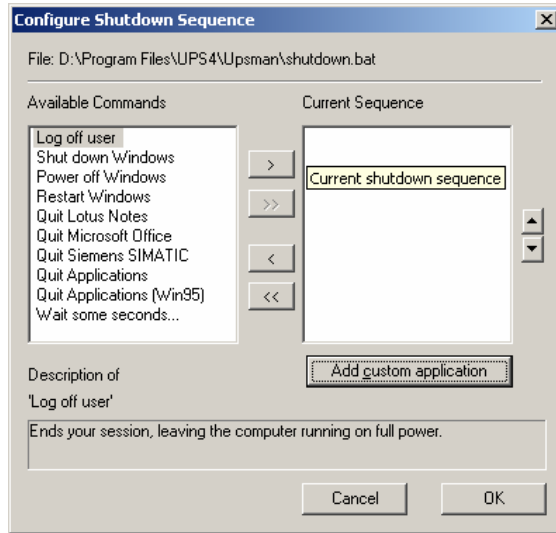 Configure Shutdown Sequence
File: D:\Program Files\UPS4\Upsman\shutdown.bat
Available Commands
Current Sequence
Log off user
Shut down Windows
Power off Windows
Restart Windows
Quit Lotus Notes
Quit Microsoft Office
Quit Siemens SIMATIC
Quit Applications
Quit Applications (Win95)
Wait some seconds...
>
>>
<
<<
Current shutdown sequence
Add custom application
Description of
'Log off user'
Ends your session, leaving the computer running on full power.
Cancel
OK